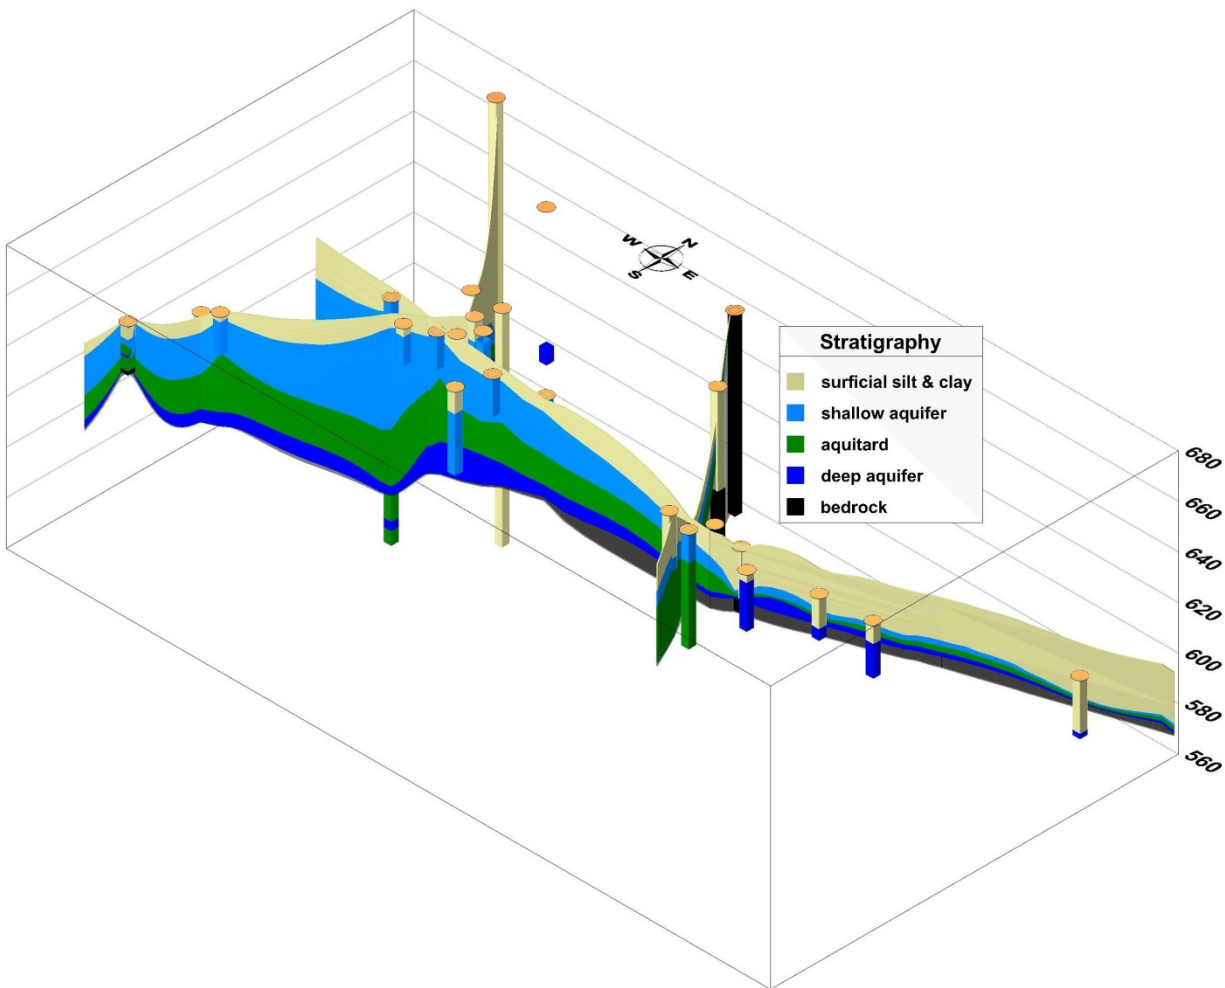 N
W
E
S
Stratigraphy
surficial silt & clay
shallow aquifer
aquitard
deep aquifer
bedrock
680
660
640
620
600
580
560